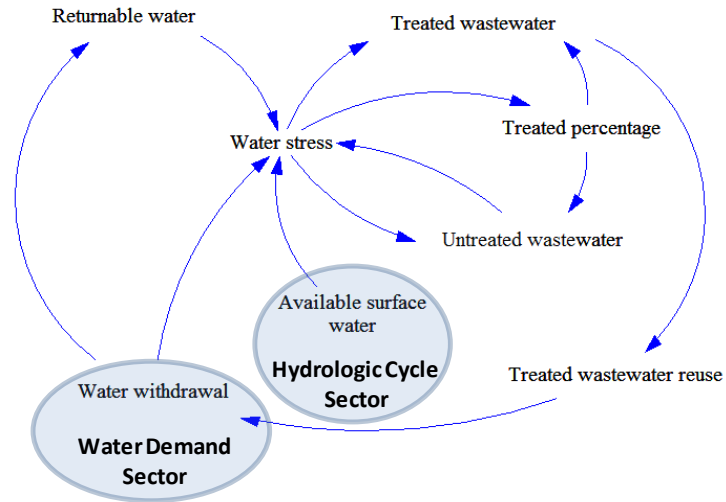 Returnable water
Treated wastewater
Treated percentage
Water stress
Untreated wastewater
Available surface
water
Hydrologic Cycle
Sector
Treated wastewater reuse
Water withdrawal
Water Demand
Sector